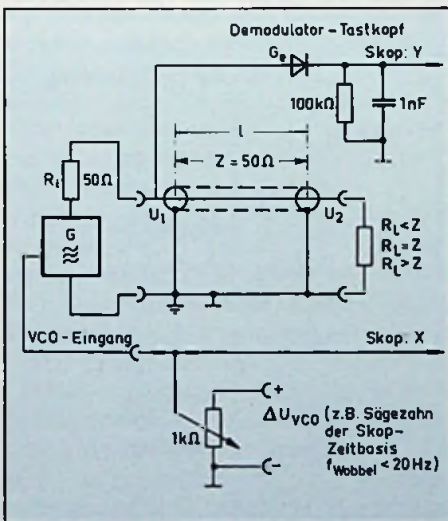 Demodulator-Tastkopf
Ge
Skop: Y
100kΩ
1nF
l
Z = 50Ω
Ri
50Ω
U1
U2
G
RL<Z
RL=Z
RL>Z
VCO-Eingang
Skop: X
+
1kΩ
ΔUVCO (z.B. Sägezahn
der Skop-
Zeitbasis
fWobbel < 20Hz)
-